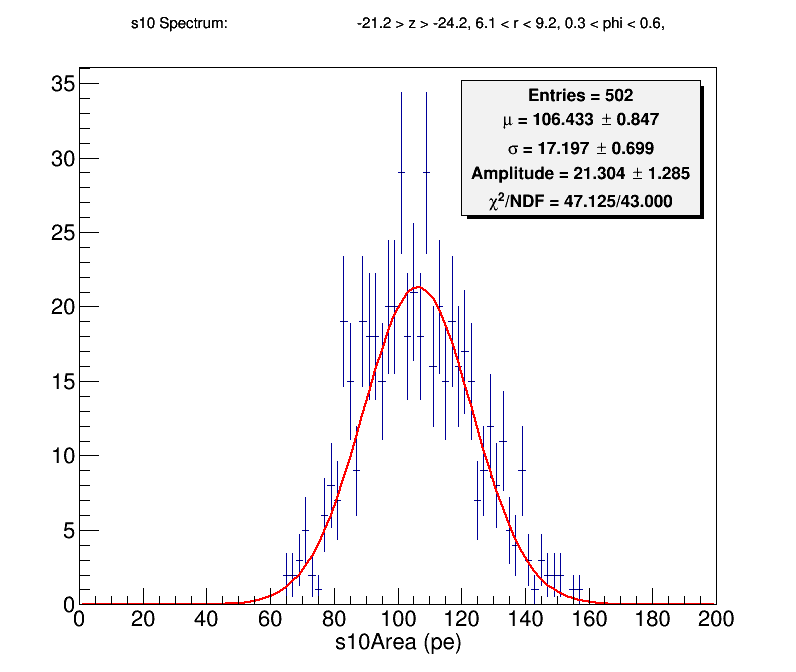 s10 Spectrum: -21.2 > z > -24.2, 6.1 < r < 9.2, 0.3 < phi < 0.6,
Entries = 502
μ = 106.433 ± 0.847
σ = 17.197 ± 0.699
Amplitude = 21.304 ± 1.285
χ²/NDF = 47.125/43.000
35
30
25
20
15
10
5
0
0 20 40 60 80 100 120 140 160 180 200
s10Area (pe)